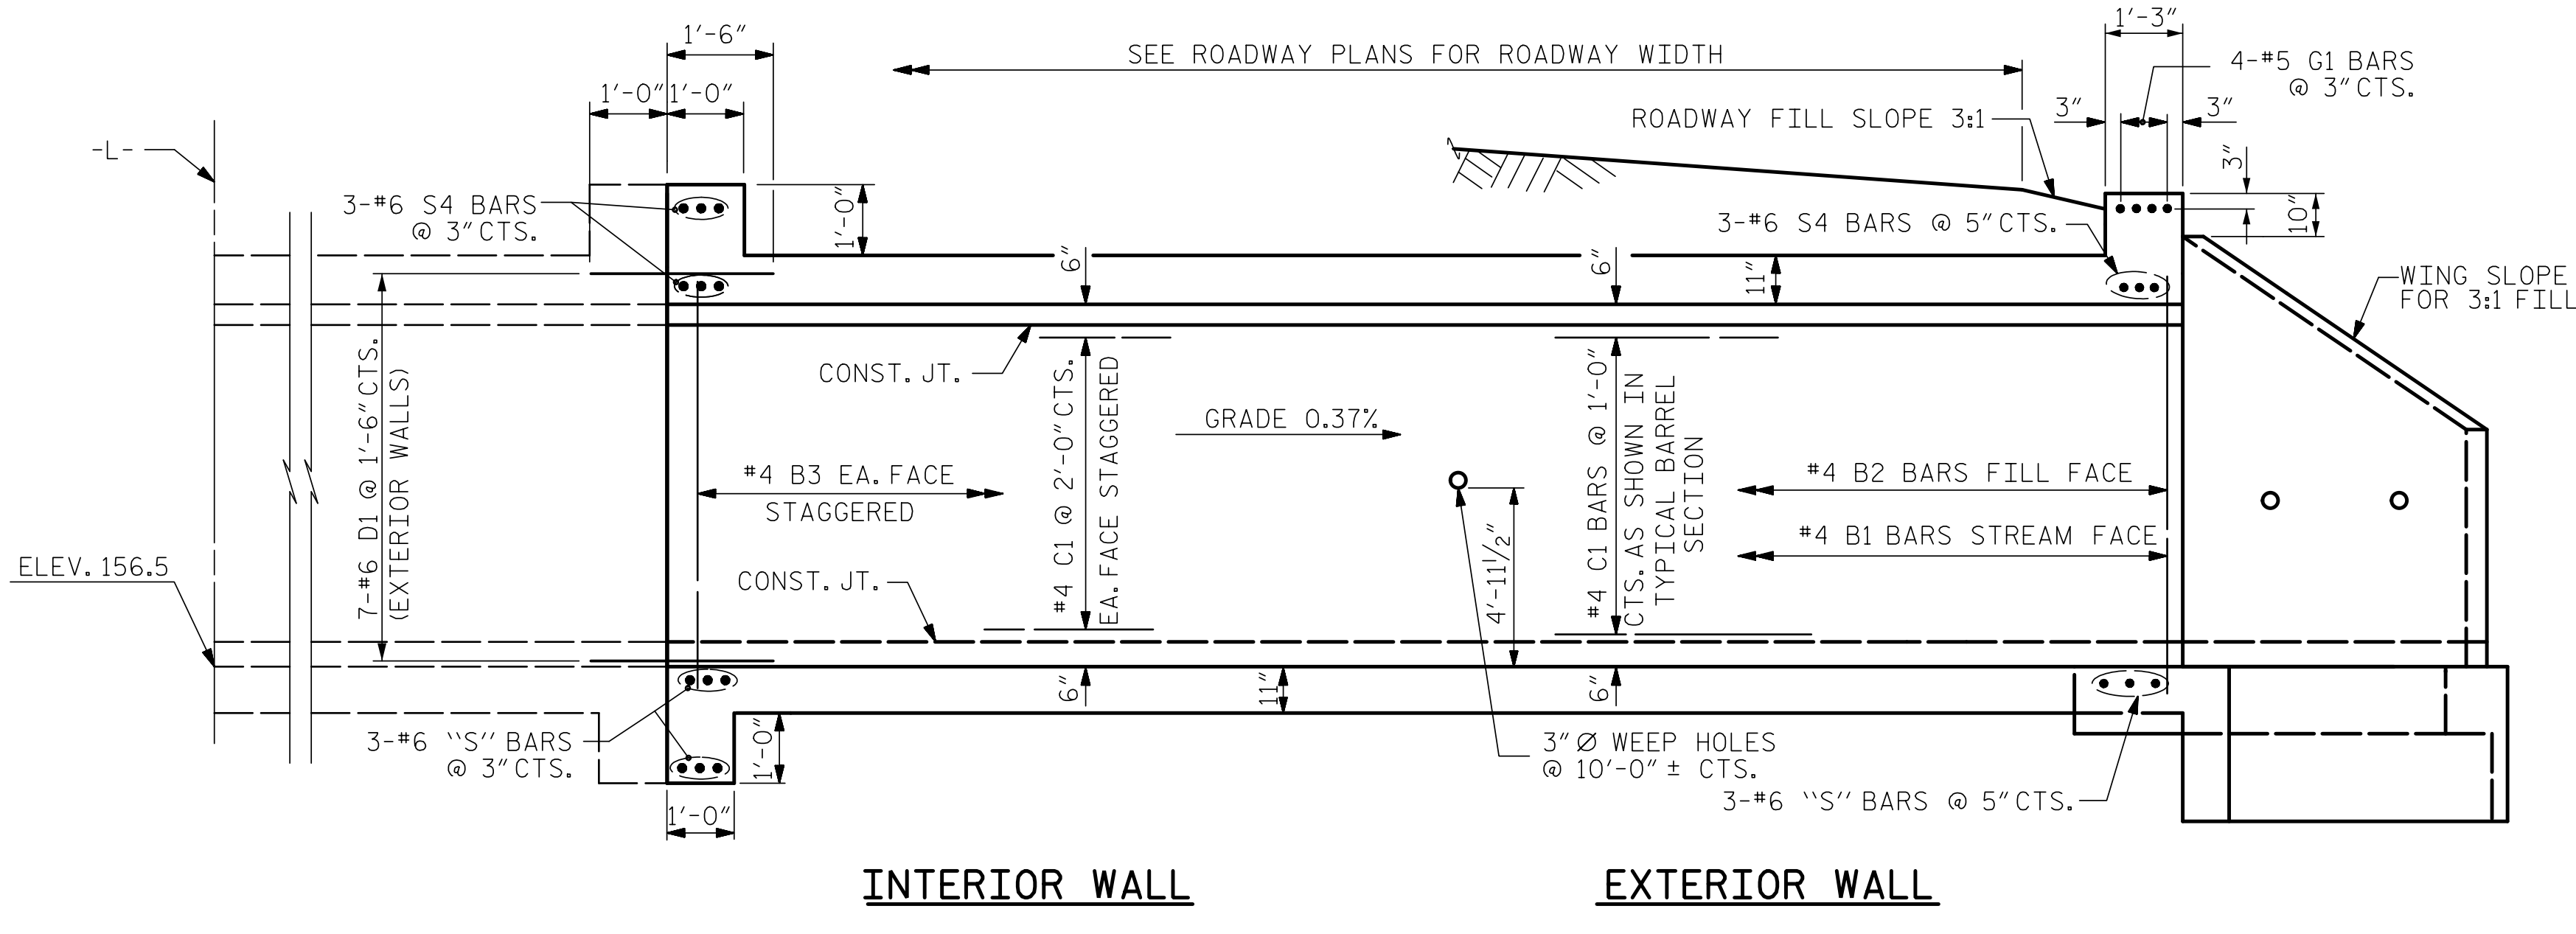 1'-6"
1'-3"
SEE ROADWAY PLANS FOR ROADWAY WIDTH
4-#5 G1 BARS
@ 3" CTS.
1'-0"
1'-0"
3"
3"
ROADWAY FILL SLOPE 3:1
-L-
3"
3-#6 S4 BARS
@ 3" CTS.
1'-0"
3-#6 S4 BARS @ 5" CTS.
10"
6"
6"
11"
WING SLOPE
FOR 3:1 FILL
7-#6 D1 @ 1'-6" CTS.
(EXTERIOR WALLS)
CONST. JT.
#4 C1 @ 2'-0" CTS.
EA. FACE STAGGERED
GRADE 0.37%
#4 C1 BARS @ 1'-0"
CTS. AS SHOWN IN
TYPICAL BARREL
SECTION
#4 B3 EA. FACE
STAGGERED
#4 B2 BARS FILL FACE
#4 B1 BARS STREAM FACE
4'-11 1/2"
ELEV. 156.5
CONST. JT.
6"
11"
6"
3-#6 "S" BARS
@ 3" CTS.
1'-0"
3" Ø WEEP HOLES
@ 10'-0" ± CTS.
3-#6 "S" BARS @ 5" CTS.
1'-0"
INTERIOR WALL
EXTERIOR WALL